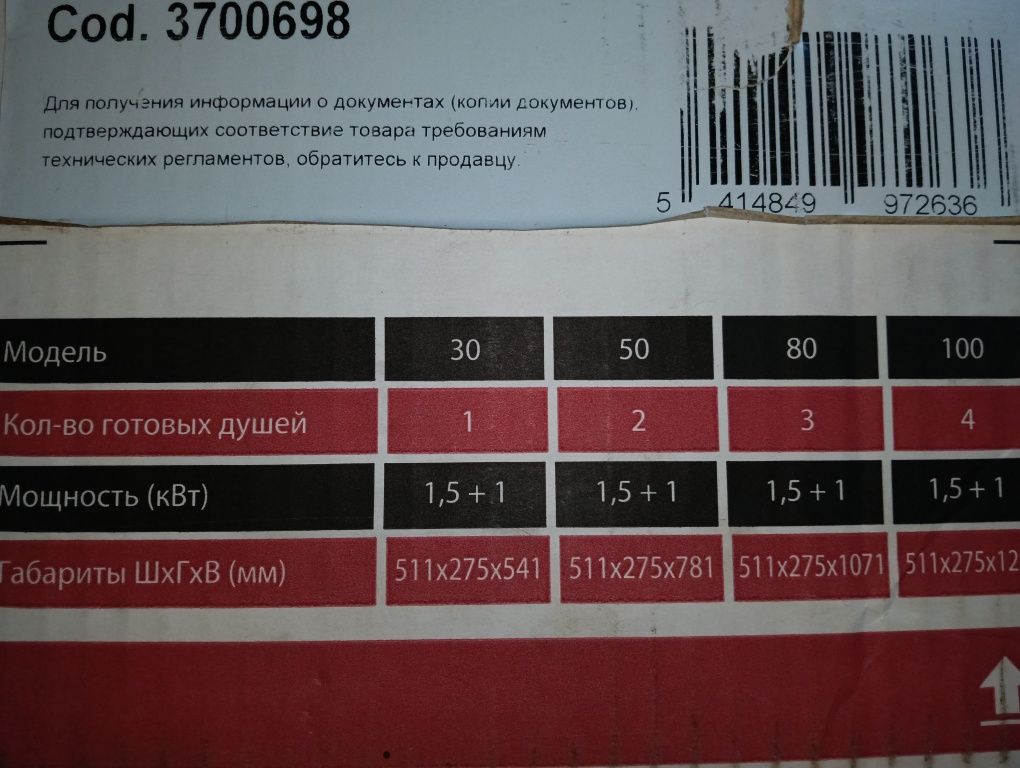 Cod. 3700698
Для получения информации о документах (копии документов),
подтверждающих соответствие товара требованиям
технических регламентов, обратитесь к продавцу.
5 414849 972636
Модель 30 50 80 100
Кол-во готовых душей 1 2 3 4
Мощность (кВт) 1,5 + 1 1,5 + 1 1,5 + 1 1,5 + 1
Габариты ШxГxВ (мм) 511x275x541 511x275x781 511x275x1071 511x275x12